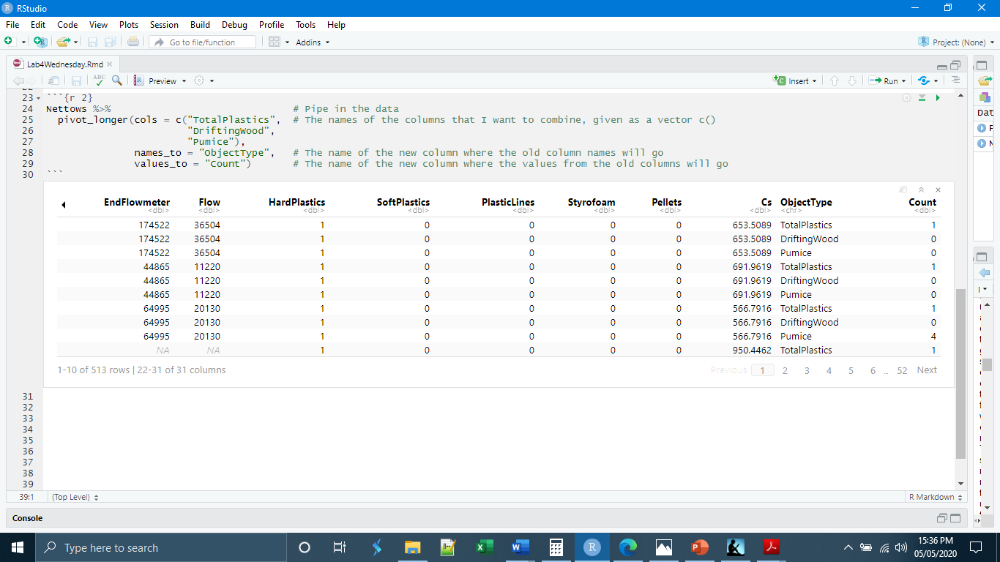 RStudio
File Edit Code View Plots Session Build Debug Profile Tools Help
Go to file/function Addins Project: (None)
Lab4Wednesday.Rmd
ABC Preview Insert Run
23 ```{r 2}
24 Nettows %>% # Pipe in the data
25 pivot_longer(cols = c("TotalPlastics", # The names of the columns that I want to combine, given as a vector c()
26 "DriftingWood",
27 "Pumice"),
28 names_to = "ObjectType", # The name of the new column where the old column names will go
29 values_to = "Count") # The name of the new column where the values from the old columns will go
30 ```
Dat
EndFlowmeter Flow HardPlastics SoftPlastics PlasticLines Styrofoam Pellets Cs ObjectType Count
<dbl> <dbl> <dbl> <dbl> <dbl> <dbl> <dbl> <dbl> <chr> <dbl>
174522 36504 1 0 0 0 0 653.5089 TotalPlastics 1
174522 36504 1 0 0 0 0 653.5089 DriftingWood 0
174522 36504 1 0 0 0 0 653.5089 Pumice 0
44865 11220 1 0 0 0 0 691.9619 TotalPlastics 1
44865 11220 1 0 0 0 0 691.9619 DriftingWood 0
44865 11220 1 0 0 0 0 691.9619 Pumice 0
64995 20130 1 0 0 0 0 566.7916 TotalPlastics 1
64995 20130 1 0 0 0 0 566.7916 DriftingWood 0
64995 20130 1 0 0 0 0 566.7916 Pumice 4
NA NA 1 0 0 0 0 950.4462 TotalPlastics 1
1-10 of 513 rows | 22-31 of 31 columns Previous 1 2 3 4 5 6 ... 52 Next
31
32
33
34
35
36
37
38
39
39:1 (Top Level) R Markdown
Console
Type here to search
15:36 PM
05/05/2020